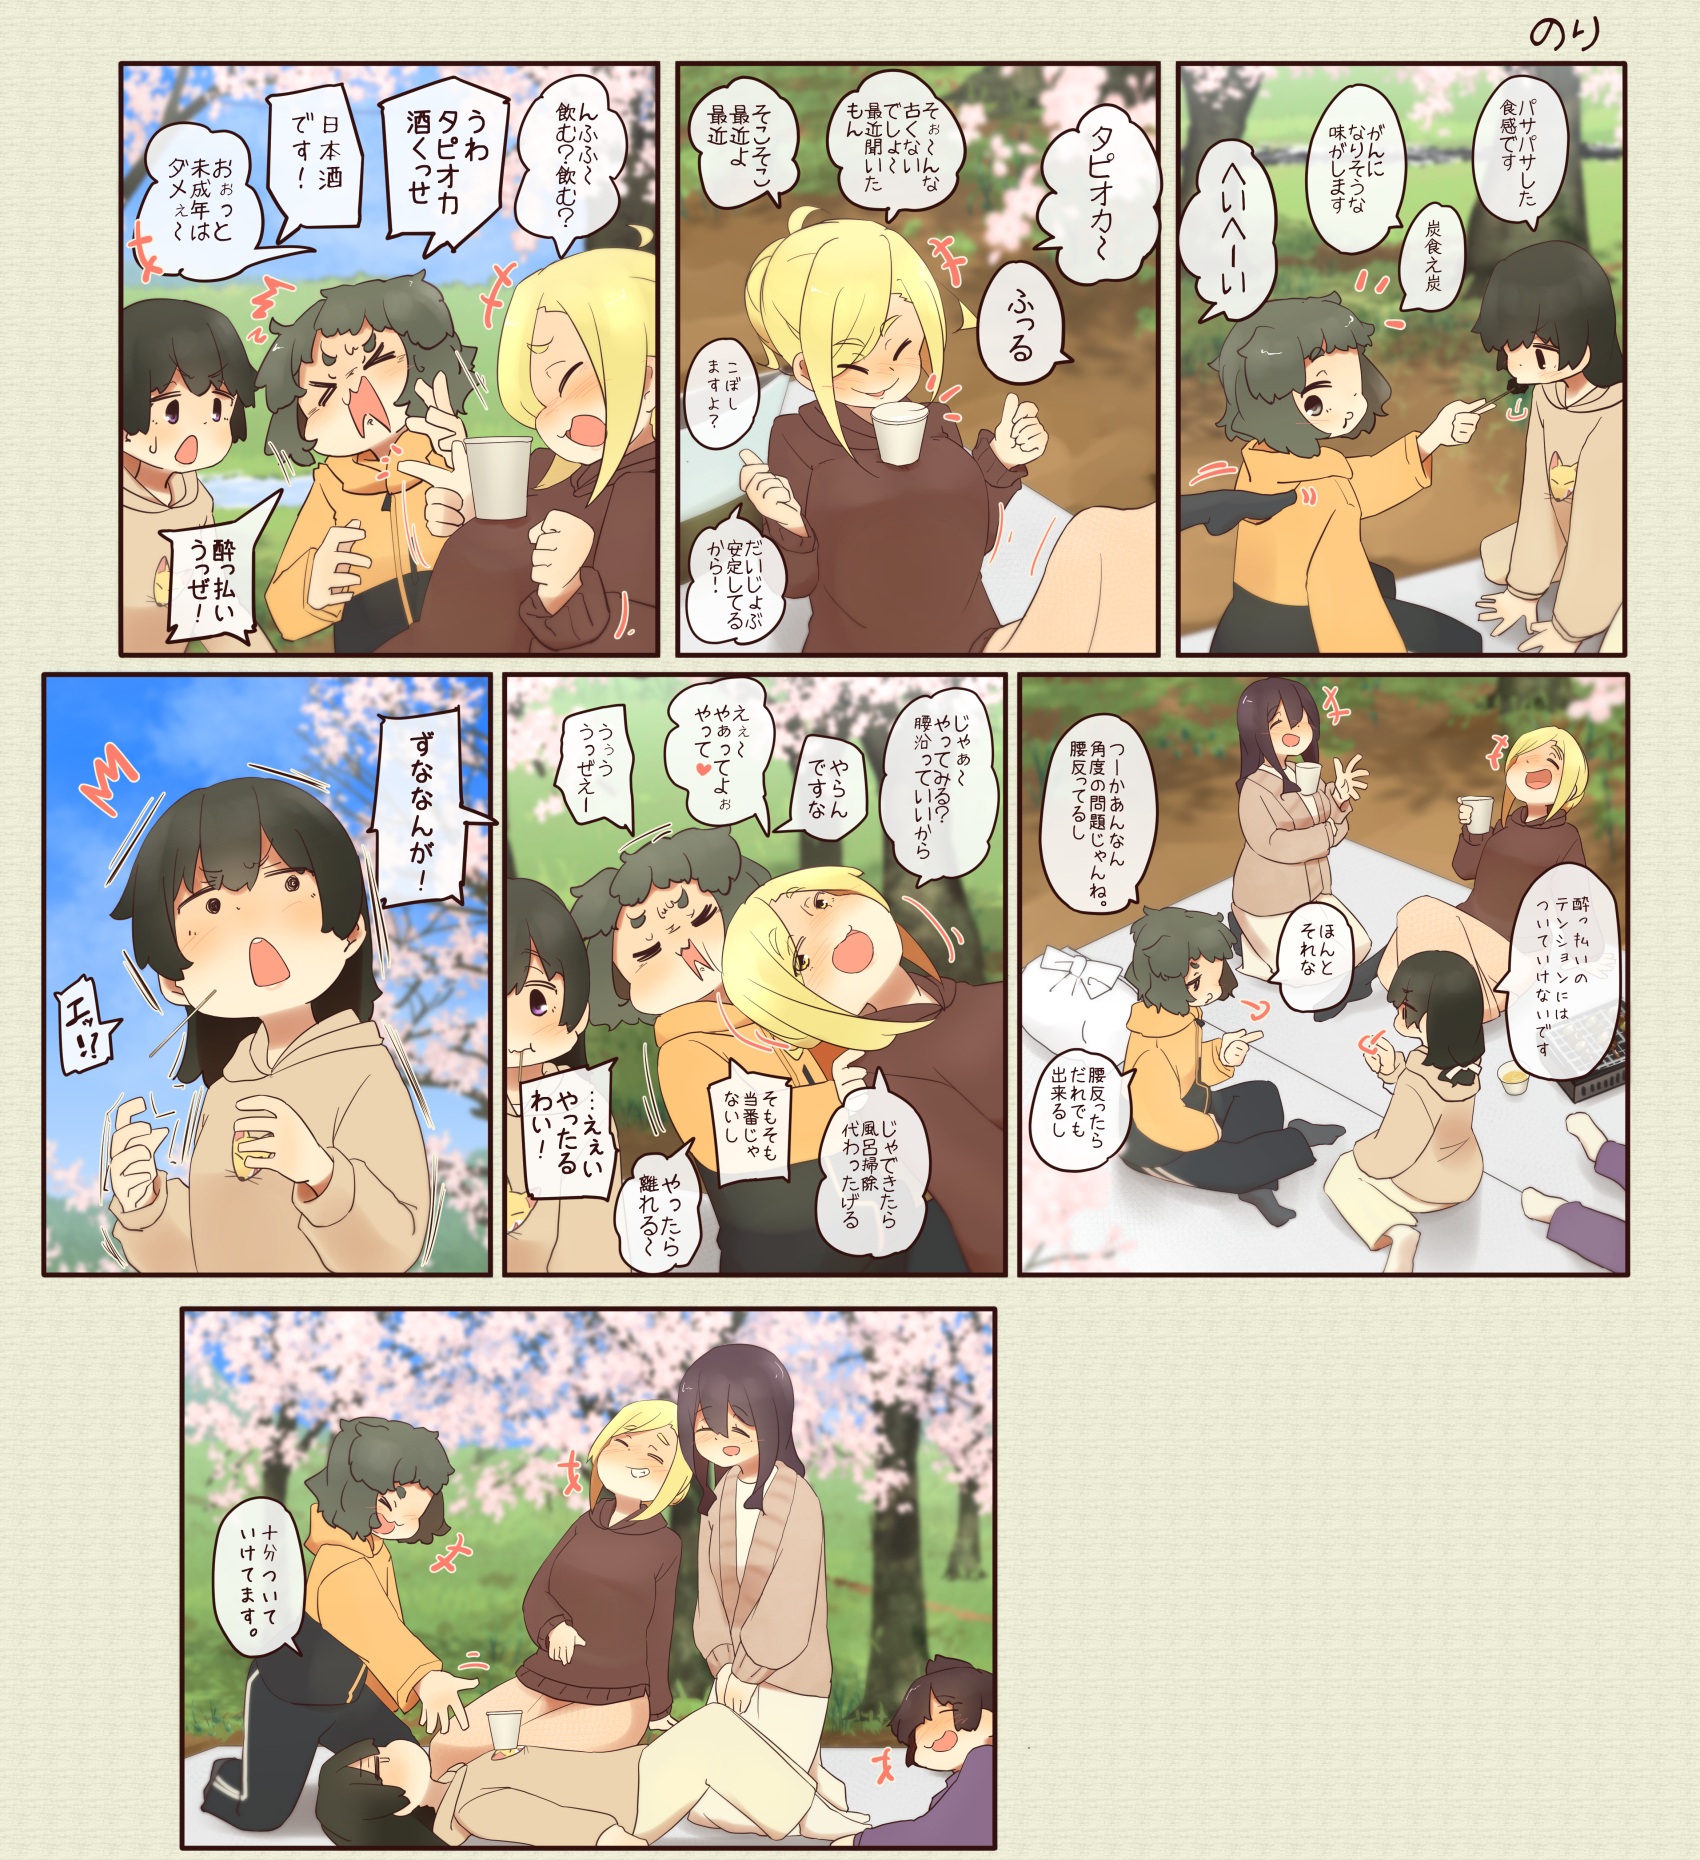 のり
パサパサした
食感です
炭食え炭
がんに
なりそうな
味がします
へいへーい
タピオカ〜
ふっる
そぉ〜んな
古くない
でしょ〜
最近聞いた
もん
そこそこ
最近よ
最近
こぼし
ますよ？
だいじょぶ
安定してる
から！
んふふ〜
飲む？飲む？
うわ
タピオカ
酒くっせ
日本酒
です！
おぉっと
未成年は
ダメぇ〜
酔っ払い
うっぜ！
酔っ払いの
テンションには
ついていけないです
ほんと
それな
つーかあんなん
角度の問題じゃんね。
腰反ってるし
腰反ったら
だれでも
出来るし
じゃぁ〜
やってみる？
腰浴っていいから
やらん
ですな
えぇ〜
やぁってよぉ
やって♥
うぅう
うっぜえー
じゃできたら
風呂掃除
代わったげる
そもそも
当番じゃ
ないし
やったら
離れる〜
…えぇい
やったる
わい！
ずななんが！
エッ!?
十分ついて
いけてます。